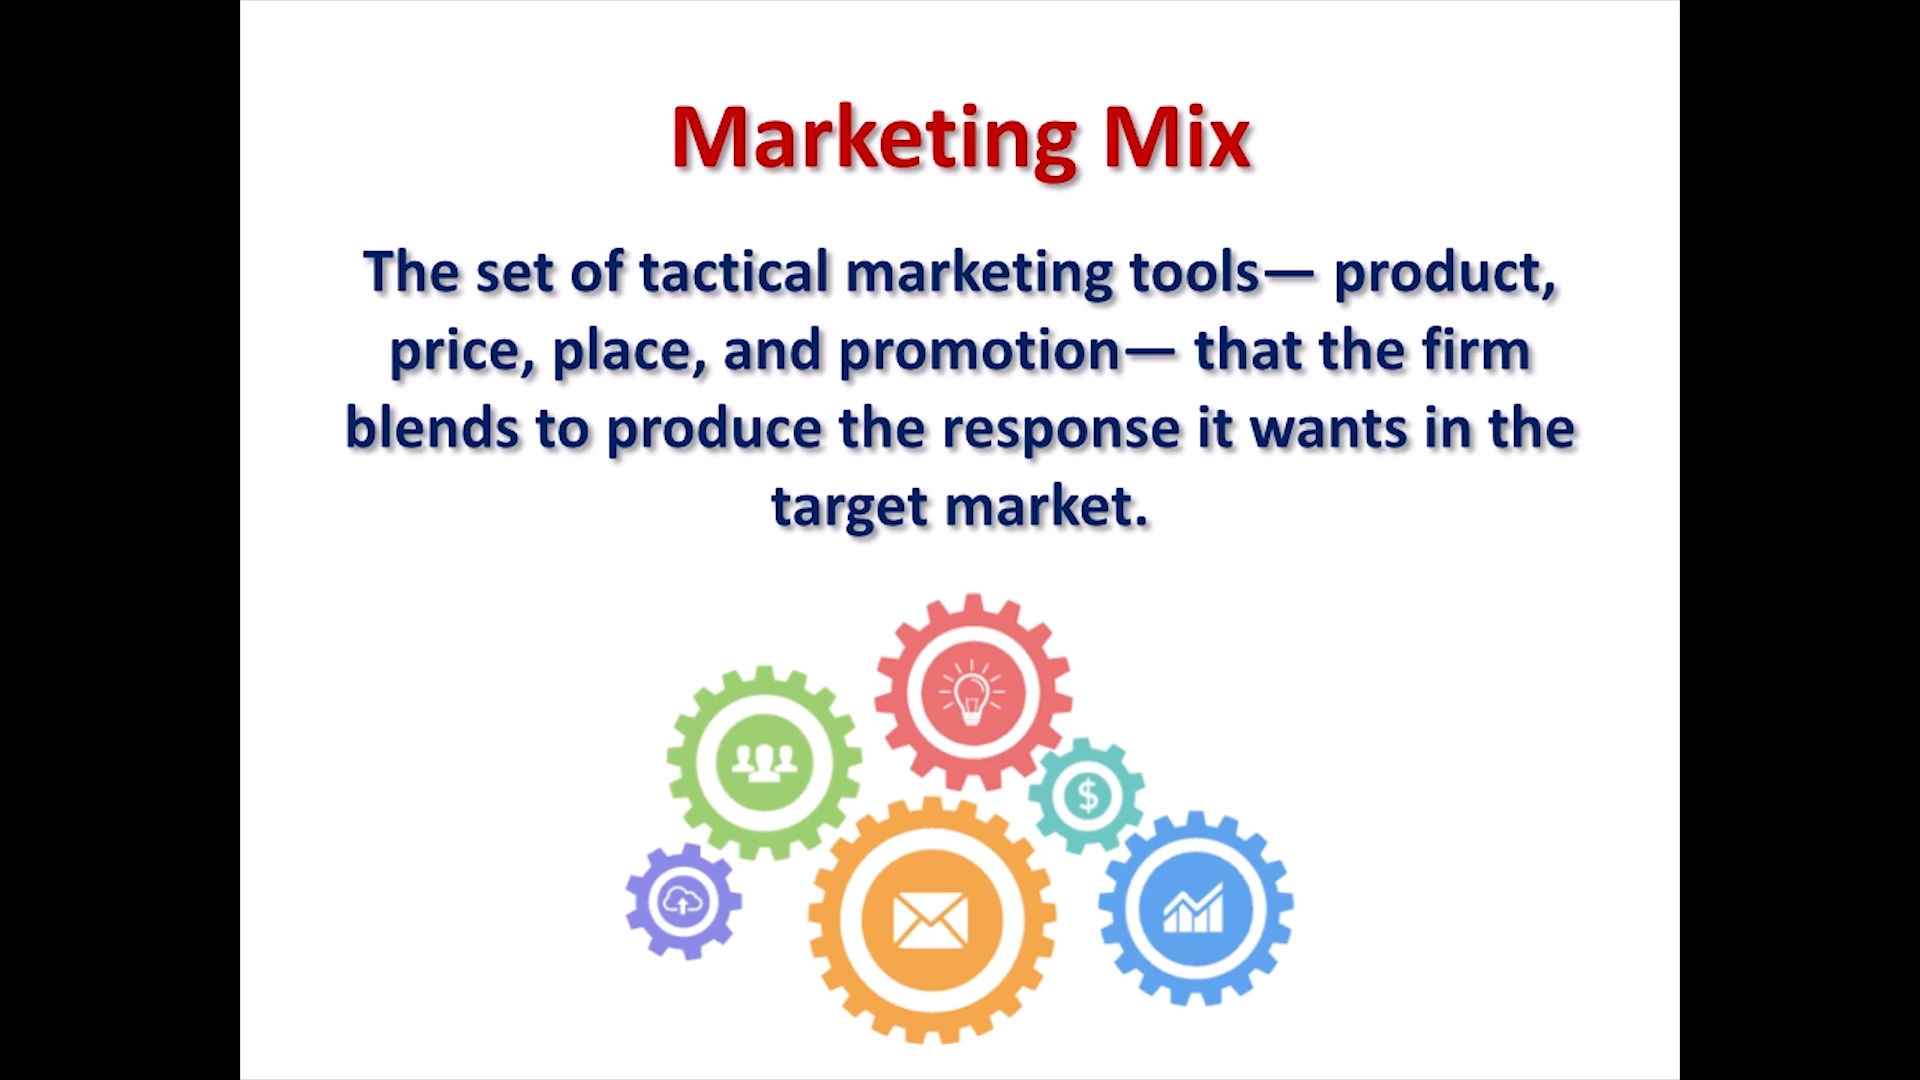 Marketing Mix
The set of tactical marketing tools— product,
price, place, and promotion— that the firm
blends to produce the response it wants in the
target market.
$